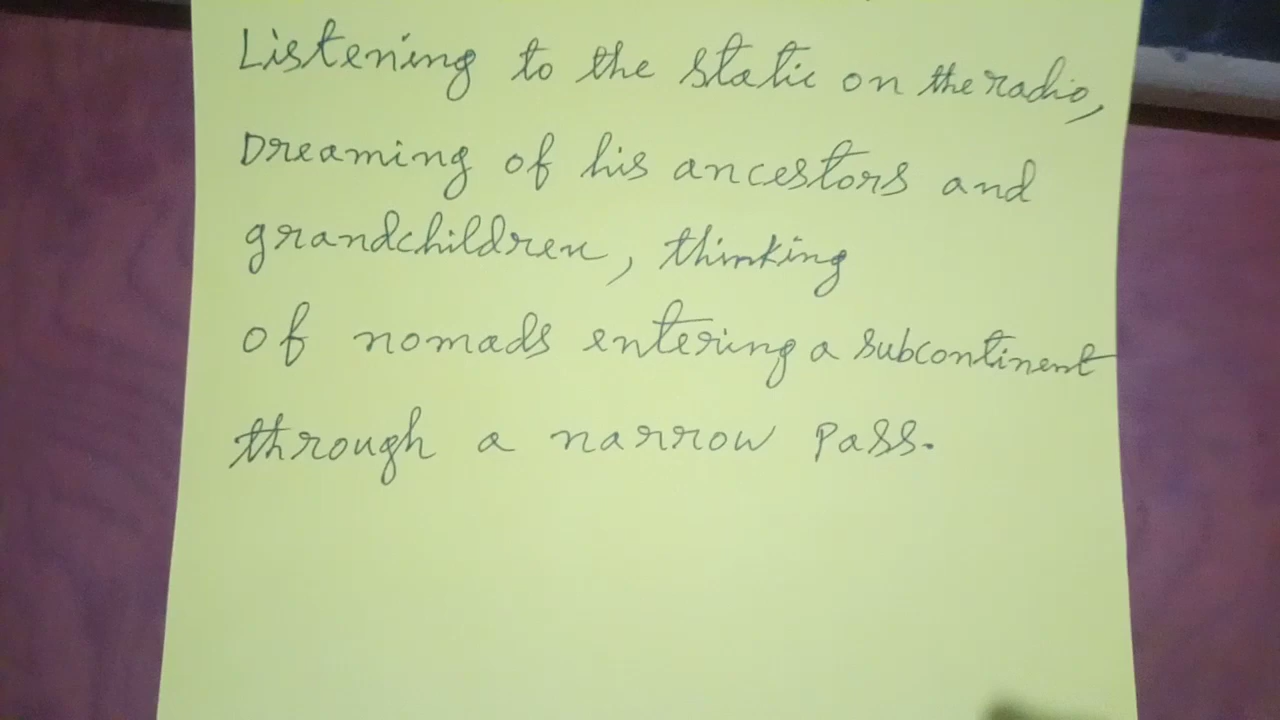 Listening to the static on the radio,
Dreaming of his ancestors and
grandchildren, thinking
of nomads entering a subcontinent
through a narrow pass.